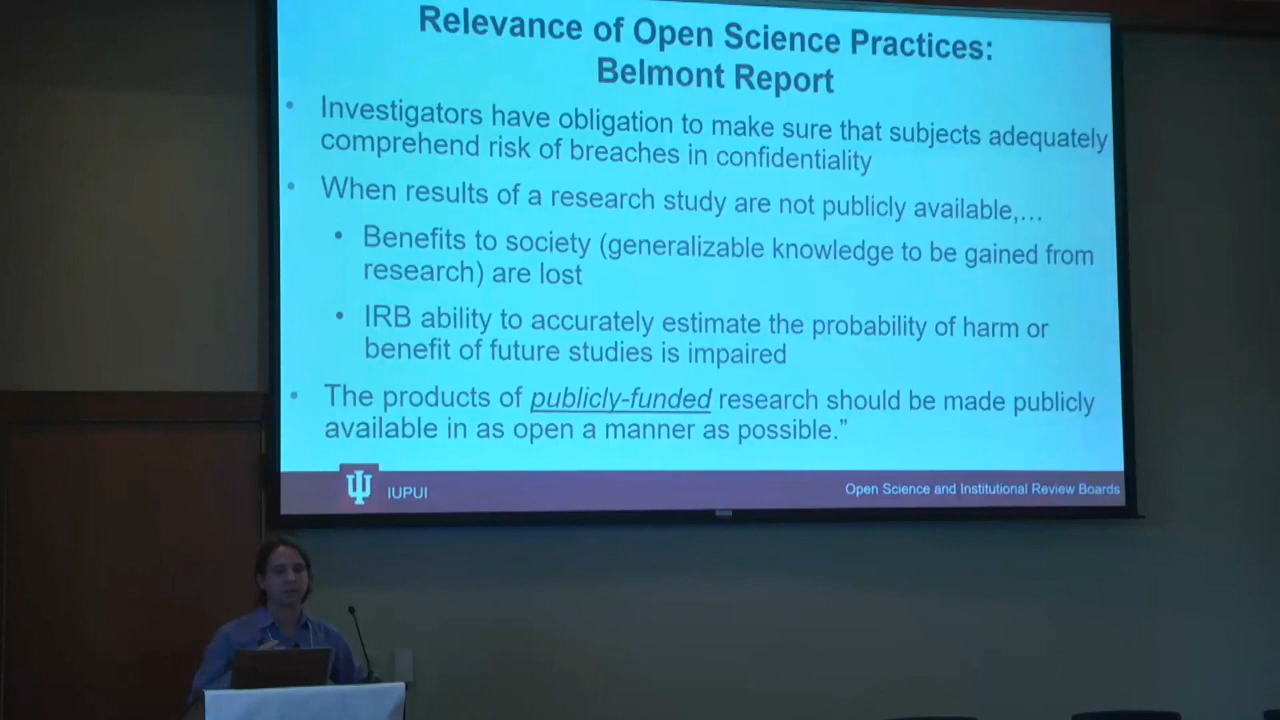 Relevance of Open Science Practices:
Belmont Report
• Investigators have obligation to make sure that subjects adequately
comprehend risk of breaches in confidentiality
• When results of a research study are not publicly available,…
• Benefits to society (generalizable knowledge to be gained from
research) are lost
• IRB ability to accurately estimate the probability of harm or
benefit of future studies is impaired
• The products of publicly-funded research should be made publicly
available in as open a manner as possible.”
IUPUI
Open Science and Institutional Review Boards